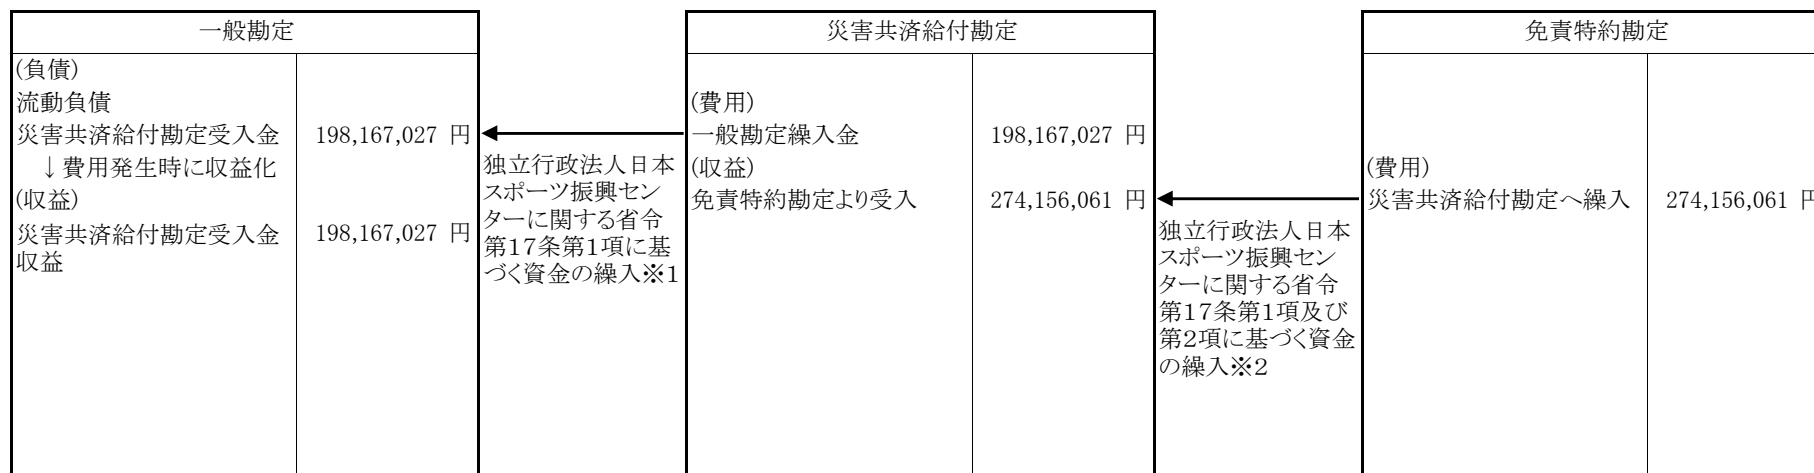 一般勘定
(負債)
流動負債
災害共済給付勘定受入金 198,167,027 円
↓費用発生時に収益化
(収益)
災害共済給付勘定受入金 198,167,027 円
収益
独立行政法人日本
スポーツ振興セン
ターに関する省令
第17条第1項に基
づく資金の繰入※1
災害共済給付勘定
(費用)
一般勘定繰入金 198,167,027 円
(収益)
免責特約勘定より受入 274,156,061 円
独立行政法人日本
スポーツ振興セン
ターに関する省令
第17条第1項及び
第2項に基づく資金
の繰入※2
免責特約勘定
(費用)
災害共済給付勘定へ繰入 274,156,061 円